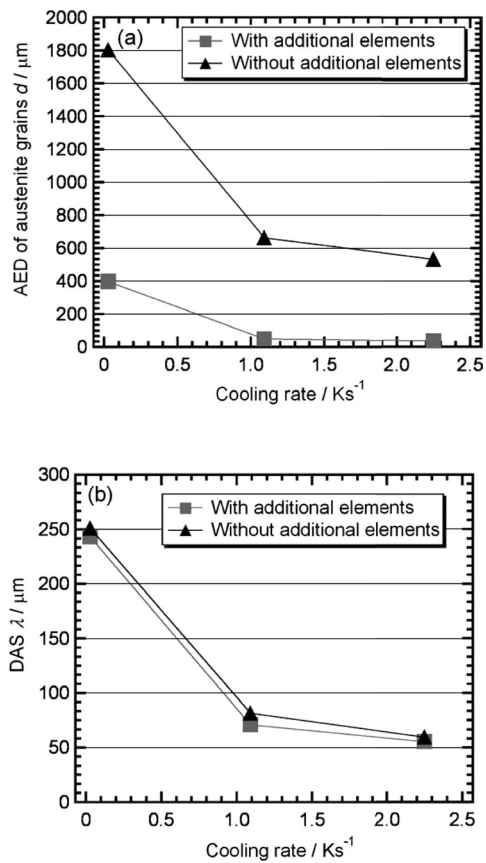 (a)
With additional elements
Without additional elements
AED of austenite grains d / μm
1800
1600
1400
1200
1000
800
600
400
200
0
0 0.5 1.0 1.5 2.0 2.5
Cooling rate / Ks-1
(b)
With additional elements
Without additional elements
DAS λ / μm
300
250
200
150
100
50
0
0 0.5 1.0 1.5 2.0 2.5
Cooling rate / Ks-1